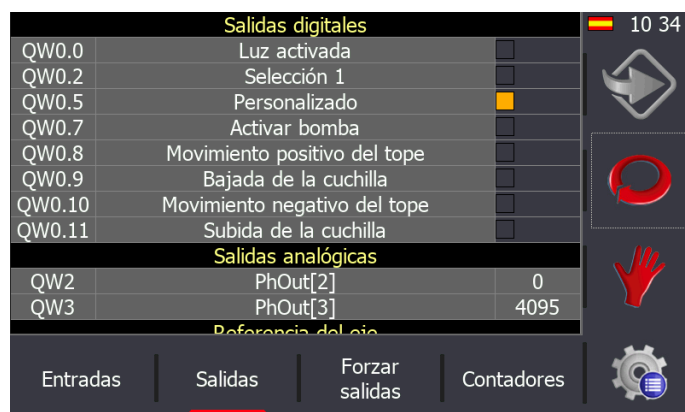 Salidas digitales
10 34
QW0.0 Luz activada
QW0.2 Selección 1
QW0.5 Personalizado
QW0.7 Activar bomba
QW0.8 Movimiento positivo del tope
QW0.9 Bajada de la cuchilla
QW0.10 Movimiento negativo del tope
QW0.11 Subida de la cuchilla
Salidas analógicas
QW2 PhOut[2] 0
QW3 PhOut[3] 4095
Referencia del eje
Entradas
Salidas
Forzar
salidas
Contadores